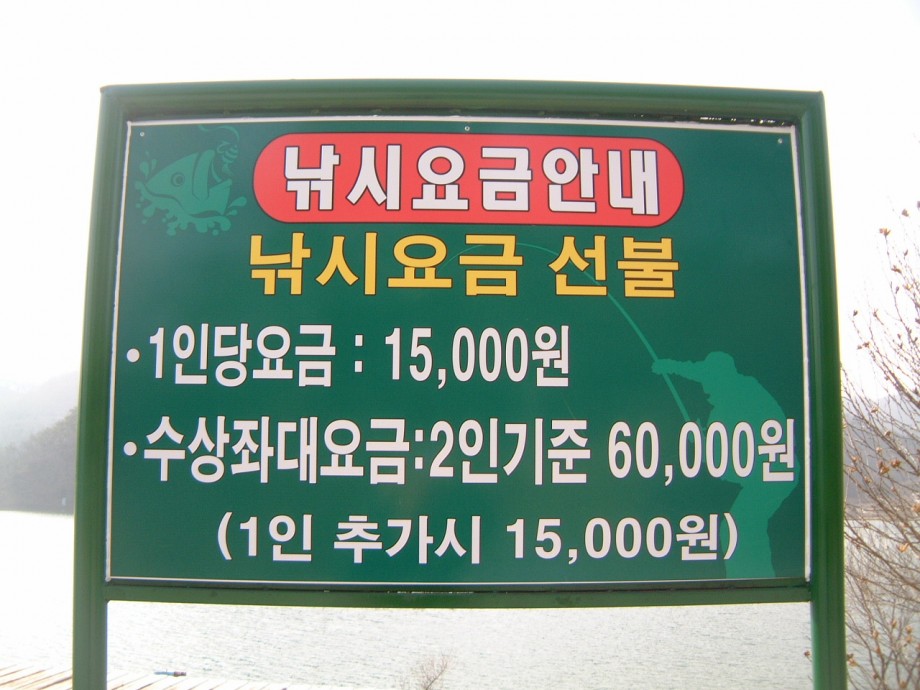 낚시요금안내
낚시요금 선불
·1인당요금 : 15,000원
·수상좌대요금:2인기준 60,000원
(1인 추가시 15,000원)